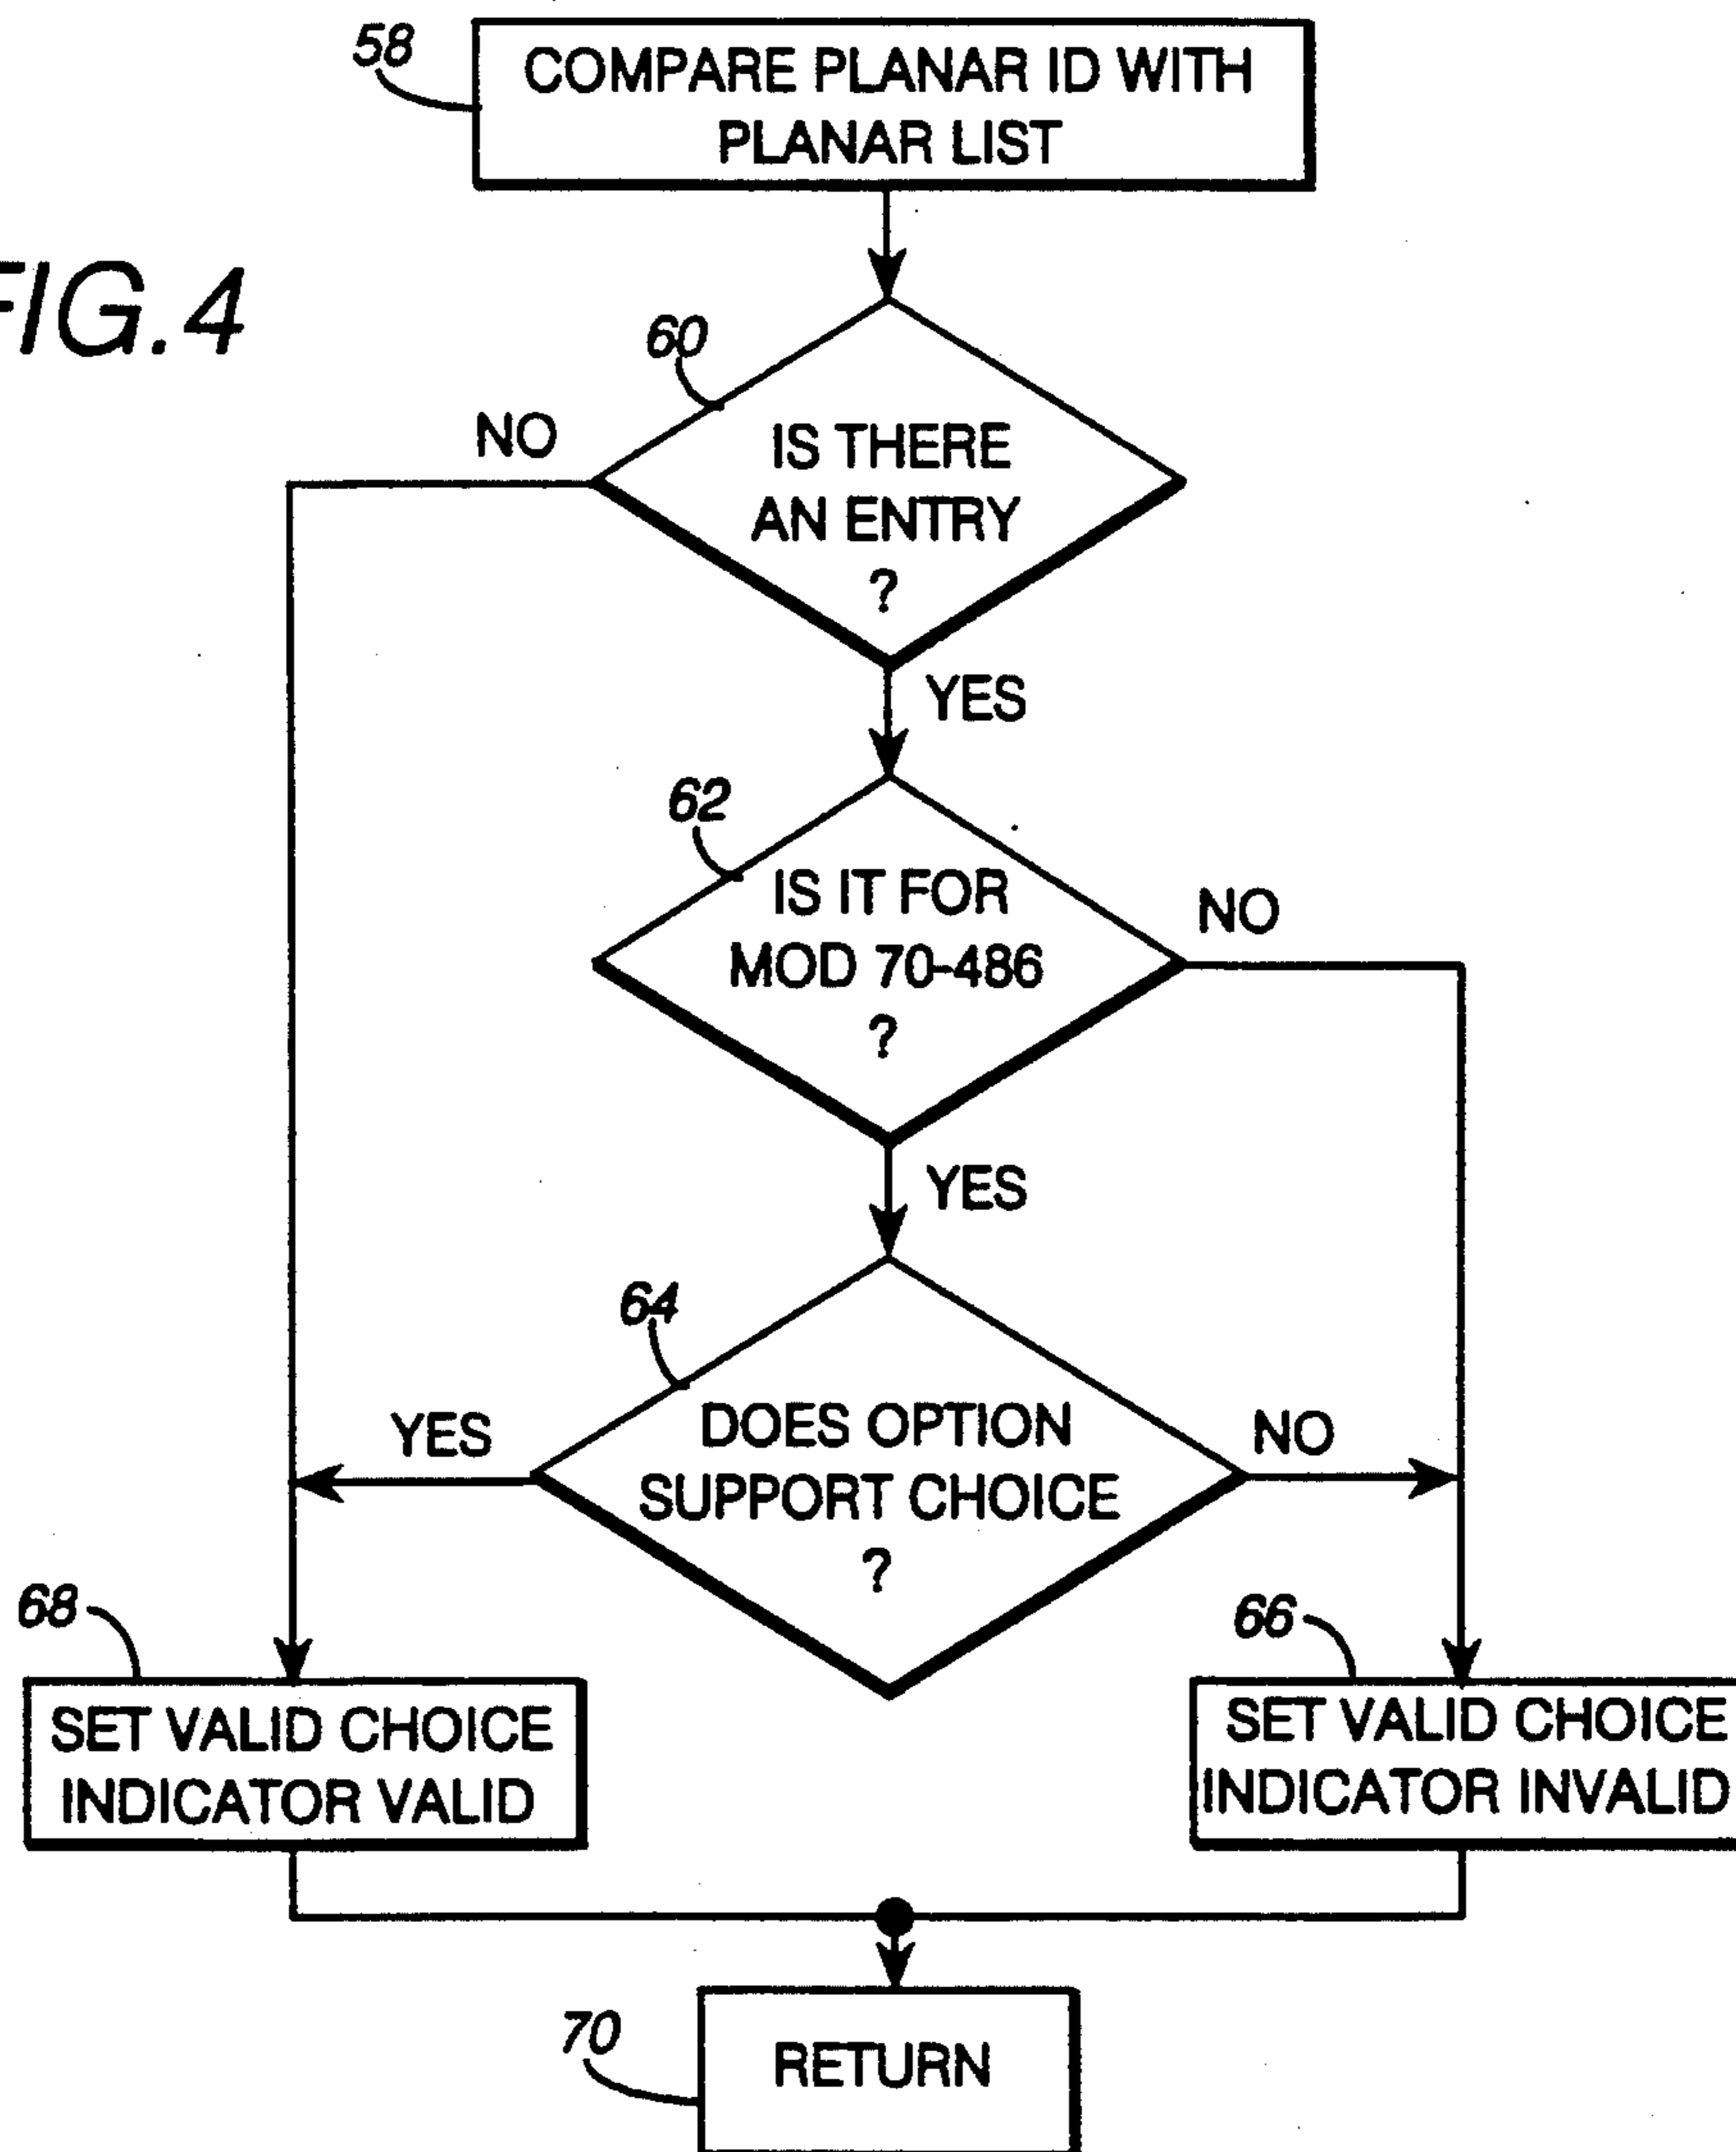 58
COMPARE PLANAR ID WITH
PLANAR LIST
FIG.4
60
NO
IS THERE
AN ENTRY
?
YES
62
IS IT FOR
MOD 70-486
?
NO
YES
64
YES
DOES OPTION
SUPPORT CHOICE
?
NO
68
66
SET VALID CHOICE
INDICATOR VALID
SET VALID CHOICE
INDICATOR INVALID
70
RETURN